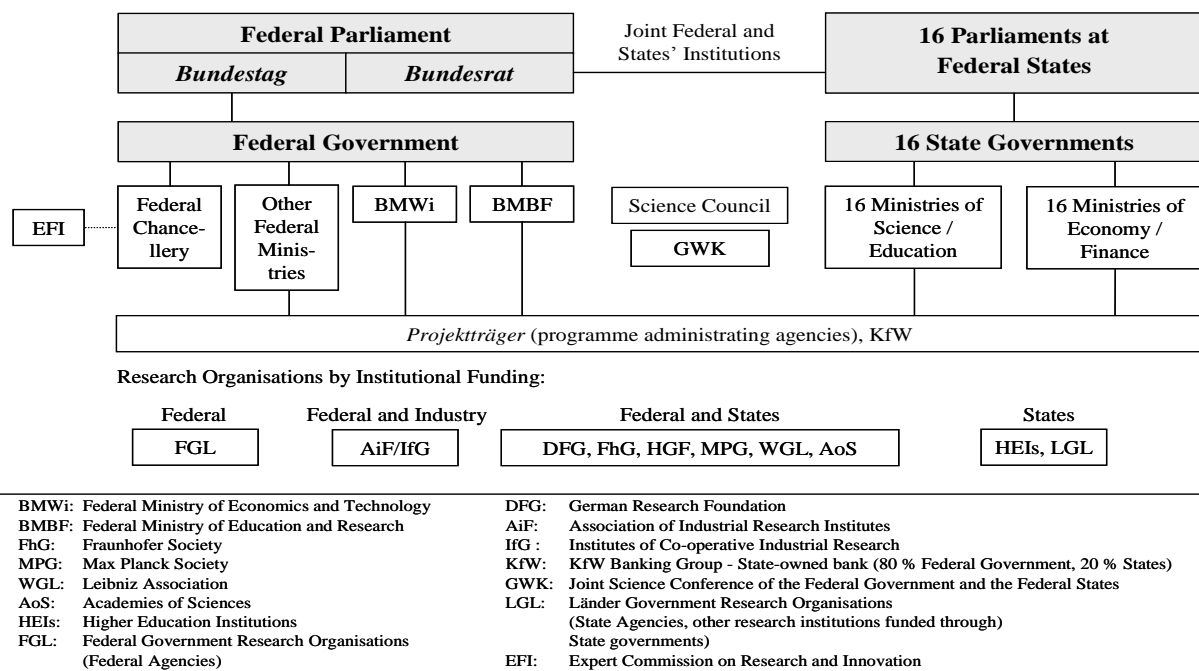 Federal Parliament
Bundestag
Bundesrat
Joint Federal and
States' Institutions
16 Parliaments at
Federal States
Federal Government
16 State Governments
EFI
Federal
Chance-
llery
Other
Federal
Minis-
tries
BMWi
BMBF
Science Council
GWK
16 Ministries of
Science /
Education
16 Ministries of
Economy /
Finance
Projektträger (programme administrating agencies), KfW
Research Organisations by Institutional Funding:
Federal
FGL
Federal and Industry
AiF/IfG
Federal and States
DFG, FhG, HGF, MPG, WGL, AoS
States
HEIs, LGL
BMWi: Federal Ministry of Economics and Technology
BMBF: Federal Ministry of Education and Research
FhG: Fraunhofer Society
MPG: Max Planck Society
WGL: Leibniz Association
AoS: Academies of Sciences
HEIs: Higher Education Institutions
FGL: Federal Government Research Organisations
(Federal Agencies)
DFG: German Research Foundation
AiF: Association of Industrial Research Institutes
IfG : Institutes of Co-operative Industrial Research
KfW: KfW Banking Group - State-owned bank (80 % Federal Government, 20 % States)
GWK: Joint Science Conference of the Federal Government and the Federal States
LGL: Länder Government Research Organisations
(State Agencies, other research institutions funded through)
State governments)
EFI: Expert Commission on Research and Innovation